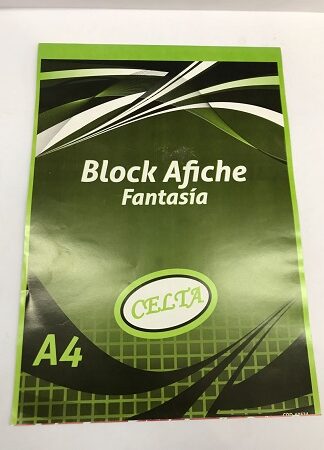 Block Afiche
Fantasía
CELTA
A4